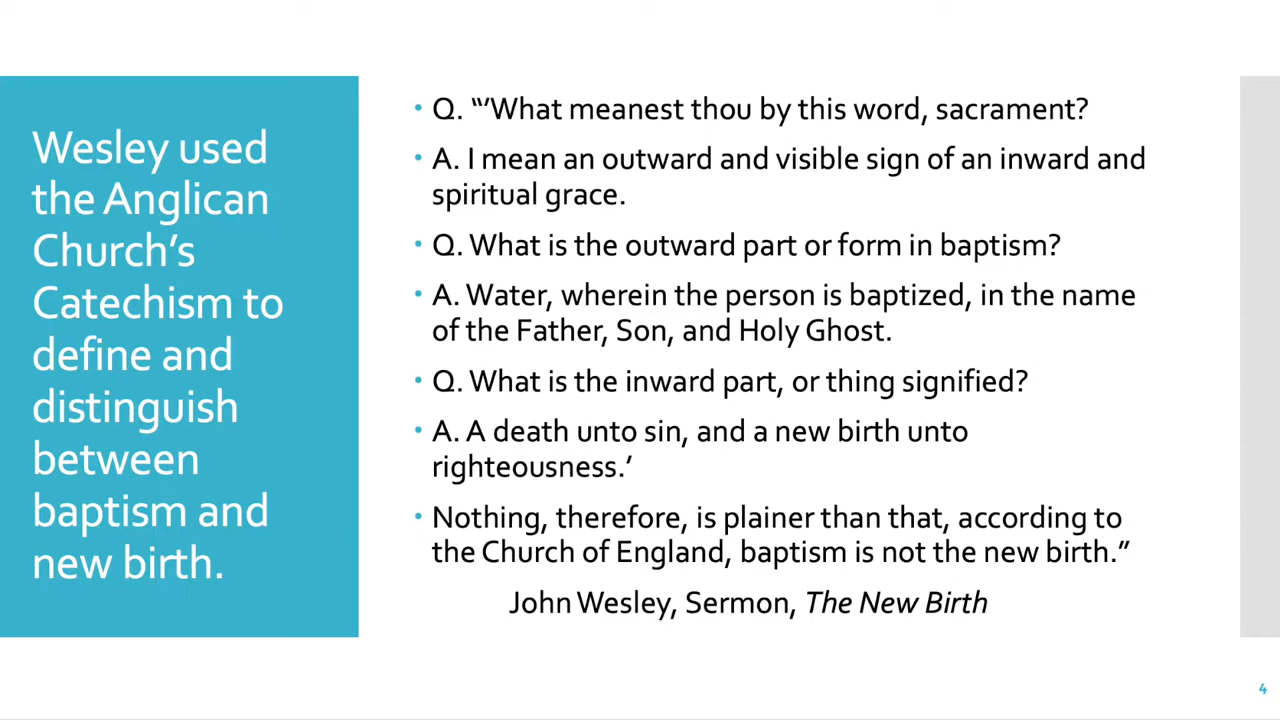 Wesley used
the Anglican
Church’s
Catechism to
define and
distinguish
between
baptism and
new birth.
• Q. “‘What meanest thou by this word, sacrament?
• A. I mean an outward and visible sign of an inward and
spiritual grace.
• Q. What is the outward part or form in baptism?
• A. Water, wherein the person is baptized, in the name
of the Father, Son, and Holy Ghost.
• Q. What is the inward part, or thing signified?
• A. A death unto sin, and a new birth unto
righteousness.’
• Nothing, therefore, is plainer than that, according to
the Church of England, baptism is not the new birth.”
John Wesley, Sermon, The New Birth
4